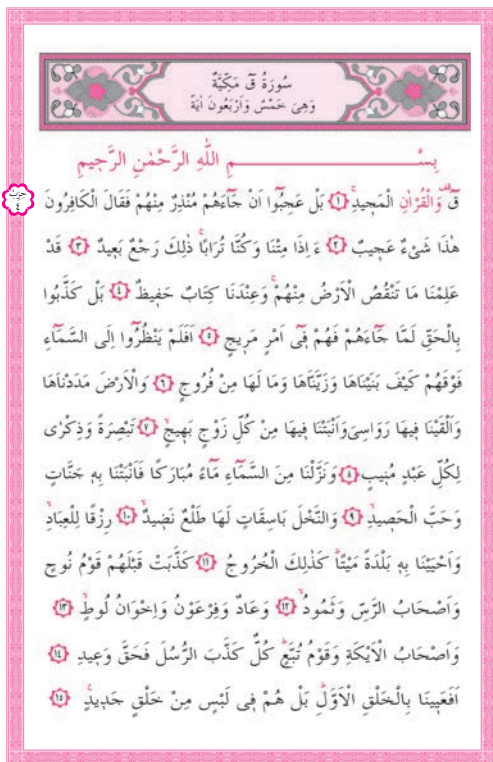 سُورَةُ قٓ مَكِّيَّةٌ
وَهِىَ خَمْسٌ وَاَرْبَعُونَ اٰيَةً
بِسْــــــــــمِ اللّٰهِ الرَّحْمٰنِ الرَّحٖيمِ
قٓ ۚ وَالْقُرْاٰنِ الْمَجٖيدِۚ ﴿١﴾ بَلْ عَجِبُٓوا اَنْ جَٓاءَهُمْ مُنْذِرٌ مِنْهُمْ فَقَالَ الْكَافِرُونَ
هٰذَا شَیْءٌ عَجٖيبٌ ﴿٢﴾ ءَاِذَا مِتْنَا وَكُنَّا تُرَابًاۚ ذٰلِكَ رَجْعٌ بَعٖيدٌ ﴿٣﴾ قَدْ
عَلِمْنَا مَا تَنْقُصُ الْاَرْضُ مِنْهُمْۚ وَعِنْدَنَا كِتَابٌ حَفٖيظٌ ﴿٤﴾ بَلْ كَذَّبُوا
بِالْحَقِّ لَمَّا جَٓاءَهُمْ فَهُمْ فٖٓى اَمْرٍ مَرٖيجٍ ﴿٥﴾ اَفَلَمْ يَنْظُرُٓوا اِلَى السَّمَٓاءِ
فَوْقَهُمْ كَيْفَ بَنَيْنَاهَا وَزَيَّنَّاهَا وَمَا لَهَا مِنْ فُرُوجٍ ﴿٦﴾ وَالْاَرْضَ مَدَدْنَاهَا
وَاَلْقَيْنَا فٖيهَا رَوَاسِىَ وَاَنْبَتْنَا فٖيهَا مِنْ كُلِّ زَوْجٍ بَهٖيجٍۙ ﴿٧﴾ تَبْصِرَةً وَذِكْرٰى
لِكُلِّ عَبْدٍ مُنٖيبٍ ﴿٨﴾ وَنَزَّلْنَا مِنَ السَّمَٓاءِ مَٓاءً مُبَارَكًا فَاَنْبَتْنَا بِهٖ جَنَّاتٍ
وَحَبَّ الْحَصٖيدِۙ ﴿٩﴾ وَالنَّخْلَ بَاسِقَاتٍ لَهَا طَلْعٌ نَضٖيدٌۙ ﴿١٠﴾ رِزْقًا لِلْعِبَادِۙ
وَاَحْيَيْنَا بِهٖ بَلْدَةً مَيْتًاۜ كَذٰلِكَ الْخُرُوجُ ﴿١١﴾ كَذَّبَتْ قَبْلَهُمْ قَوْمُ نُوحٍ
وَاَصْحَابُ الرَّسِّ وَثَمُودُۙ ﴿١٢﴾ وَعَادٌ وَفِرْعَوْنُ وَاِخْوَانُ لُوطٍۙ ﴿١٣﴾
وَاَصْحَابُ الْاَيْكَةِ وَقَوْمُ تُبَّعٍۜ كُلٌّ كَذَّبَ الرُّسُلَ فَحَقَّ وَعٖيدِ ﴿١٤﴾
اَفَعَيٖينَا بِالْخَلْقِ الْاَوَّلِۜ بَلْ هُمْ فٖى لَبْسٍ مِنْ خَلْقٍ جَدٖيدٍۚ ﴿١٥﴾
حزب
٤